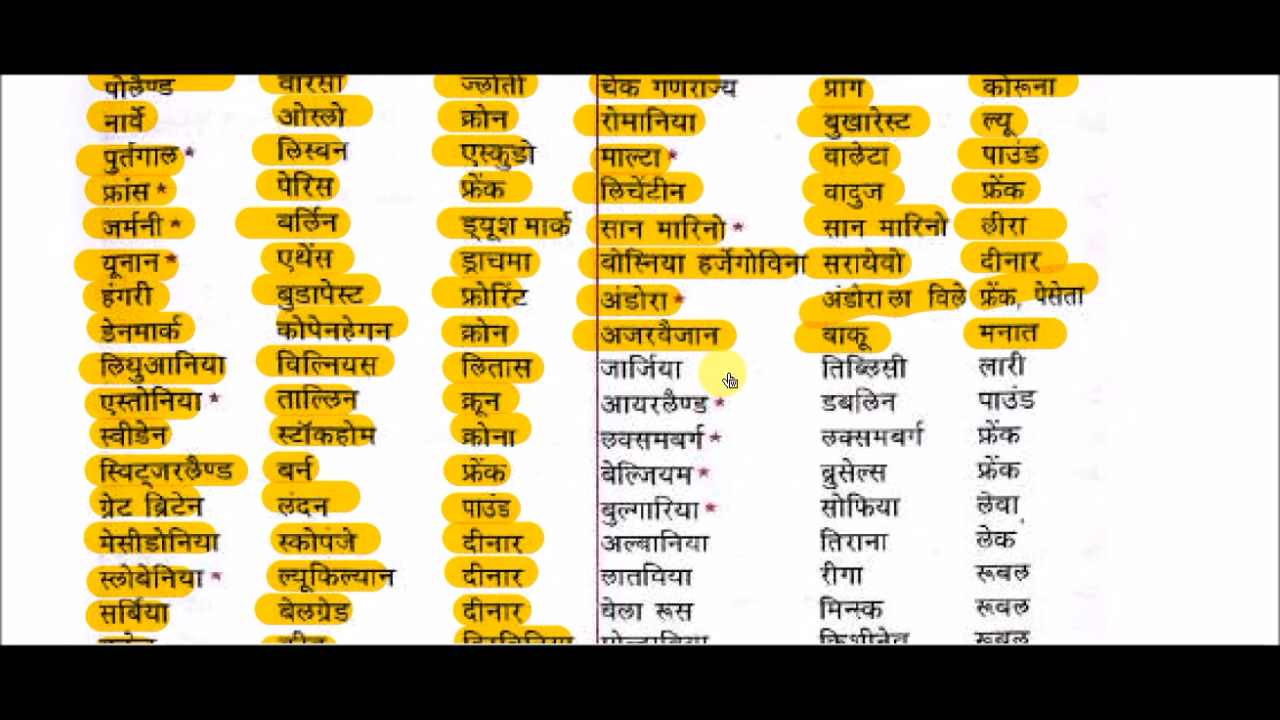 पोलैण्ड वारसा ज्लोती चेक गणराज्य प्राग कोरूना
नार्वे ओस्लो क्रोन रोमानिया बुखारेस्ट ल्यू
पुर्तगाल * लिस्बन एस्कुडो माल्टा * वालेटा पाउंड
फ्रांस * पेरिस फ्रेंक लिचेंटीन वादुज फ्रेंक
जर्मनी * बर्लिन ड्यूश मार्क सान मारिनो * सान मारिनो लीरा
यूनान * एथेंस ड्राचमा बोस्निया हर्जेगोविना सरायेवो दीनार
हंगरी बुडापेस्ट फ्रोरिंट अंडोरा * अंडोरा ला विले फ्रेंक, पेसेता
डेनमार्क कोपेनहेगन क्रोन अजरबैजान बाकू मनात
लिथुआनिया विल्नियस लितास जार्जिया तिब्लिसी लारी
एस्तोनिया * ताल्लिन क्रून आयरलैण्ड * डबलिन पाउंड
स्वीडेन स्टॉकहोम क्रोना लक्समबर्ग * लक्समबर्ग फ्रेंक
स्विट्जरलैण्ड बर्न फ्रेंक बेल्जियम * ब्रुसेल्स फ्रेंक
ग्रेट ब्रिटेन लंदन पाउंड बुल्गारिया * सोफिया लेवा
मेसीडोनिया स्कोपंजे दीनार अल्बानिया तिराना लेक
स्लोवेनिया * ल्यूकिल्यान दीनार लातविया रीगा रूबल
सर्बिया बेलग्रेड दीनार बेला रूस मिन्स्क रूबल
रूबल